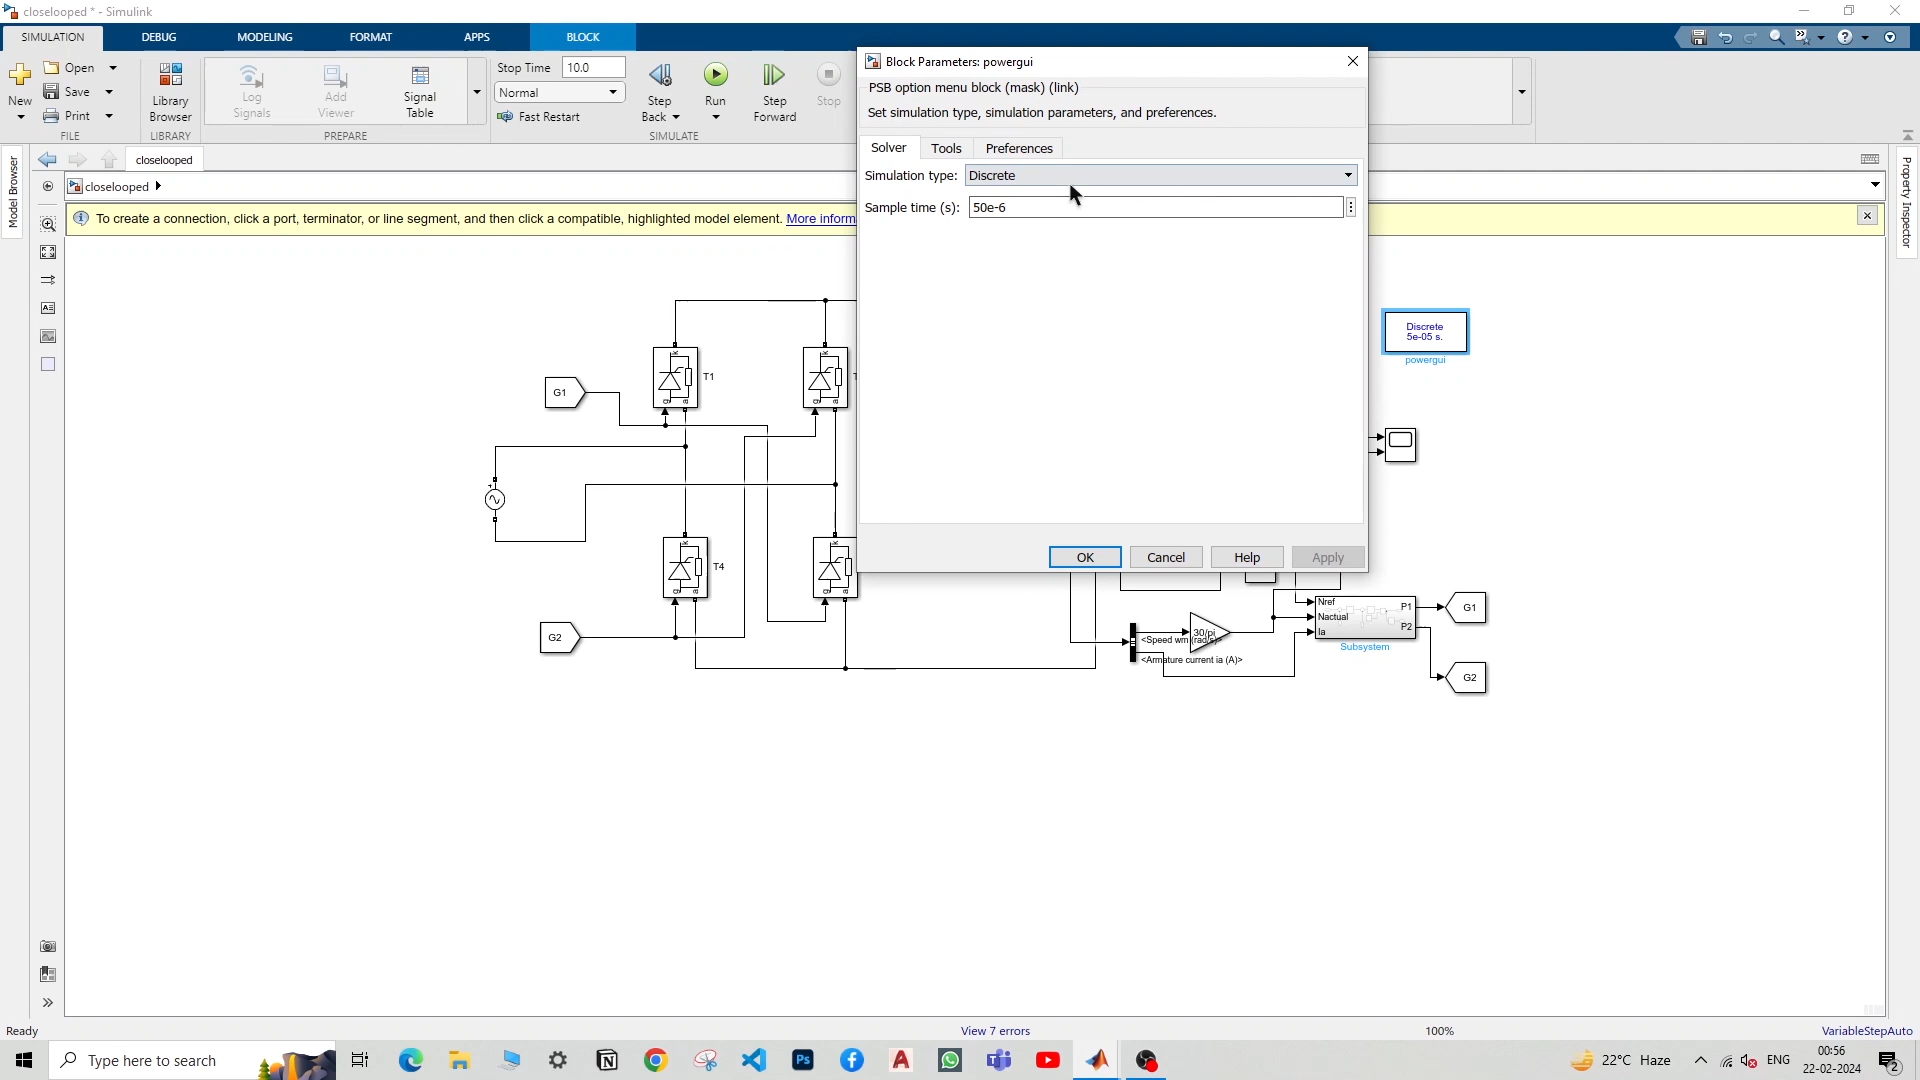 closelooped * - Simulink
SIMULATION
DEBUG
MODELING
FORMAT
APPS
BLOCK
New
Open
Save
Print
FILE
Library Browser
LIBRARY
Log Signals
Add Viewer
Signal Table
PREPARE
Stop Time 10.0
Normal
Fast Restart
Step Back
Run
Step Forward
Stop
SIMULATE
Model Browser
closelooped
closelooped
To create a connection, click a port, terminator, or line segment, and then click a compatible, highlighted model element. More inform
Block Parameters: powergui
PSB option menu block (mask) (link)
Set simulation type, simulation parameters, and preferences.
Solver
Tools
Preferences
Simulation type: Discrete
Sample time (s): 50e-6
OK
Cancel
Help
Apply
Property Inspector
Discrete
5e-05 s.
powergui
G1
k
g
a
T1
k
g
a
T
k
g
a
T4
k
g
a
G2
+
30/pi
<Speed wm (rad/s)>
<Armature current ia (A)>
Nref
Nactual
Ia
P1
P2
Subsystem
G1
G2
Ready
View 7 errors
100%
VariableStepAuto
Type here to search
22°C Haze
ENG
00:56
22-02-2024
2